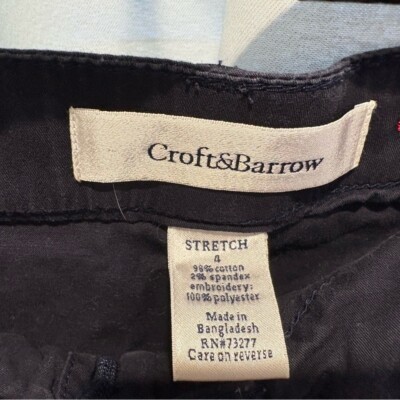 Croft&Barrow
STRETCH
4
98% cotton
2% spandex
embroidery:
100% polyester
Made in
Bangladesh
RN#73277
Care on reverse